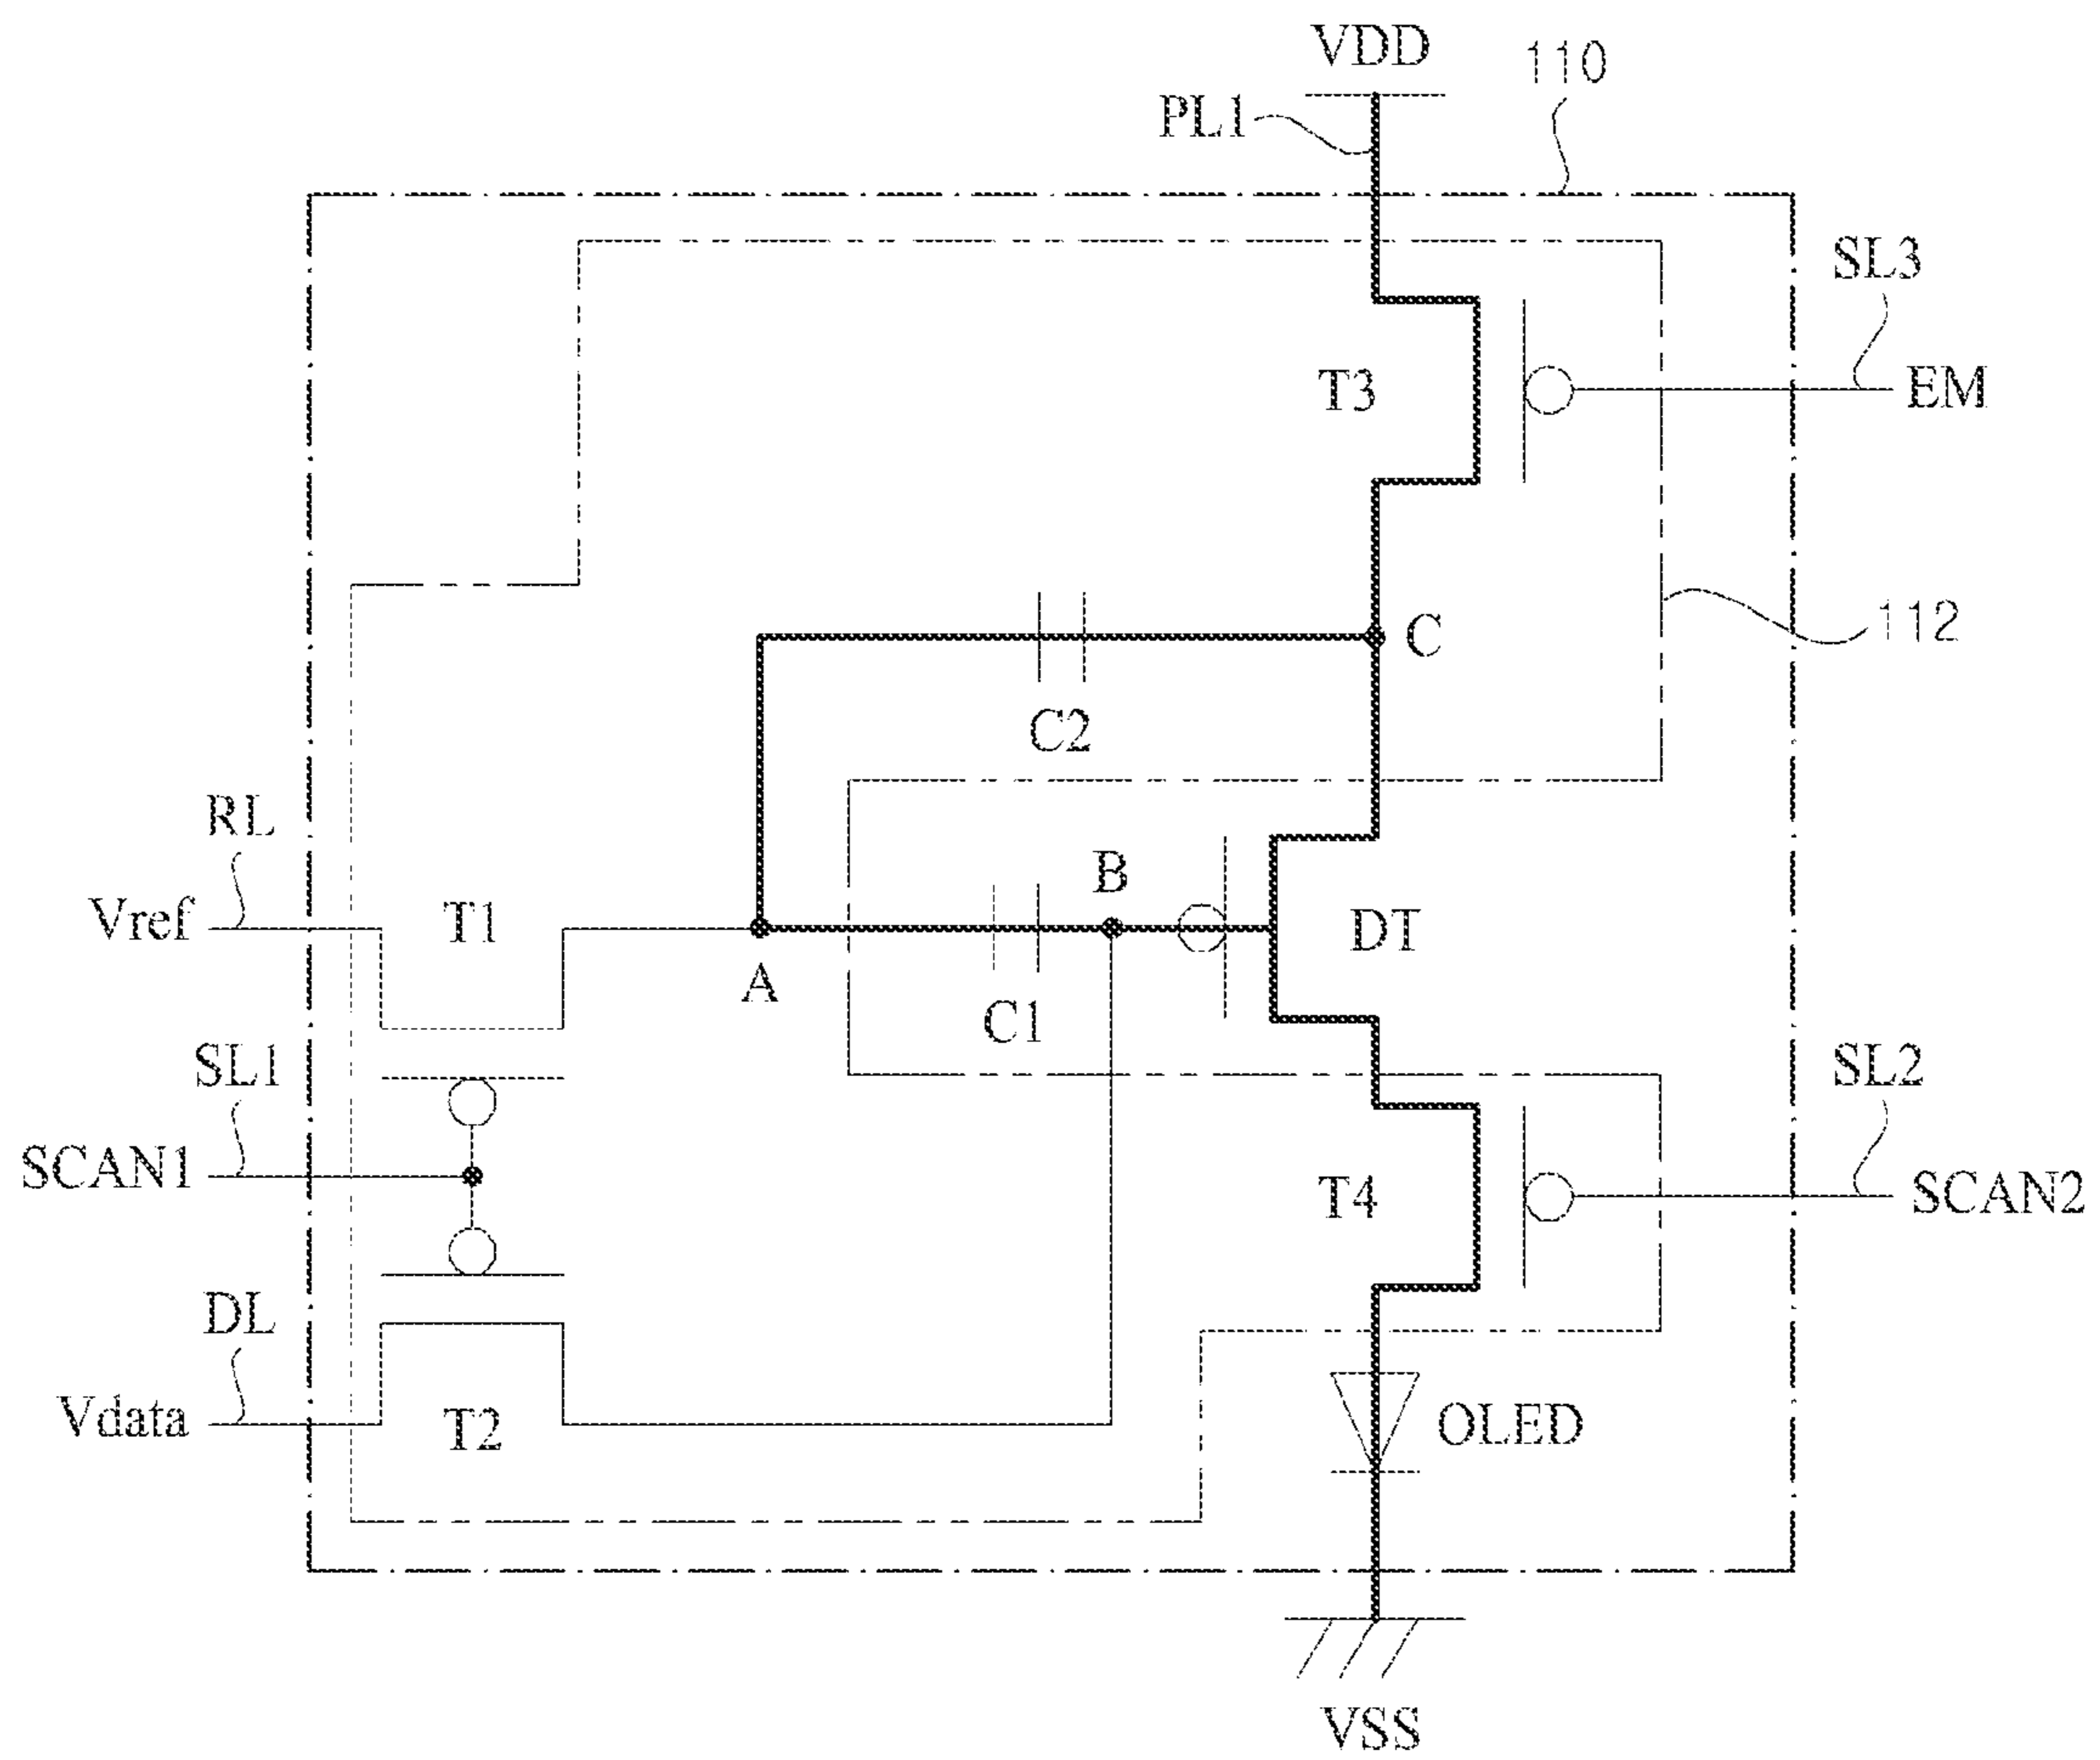 VDD
110
PL1
SL3
T3
EM
C
112
C2
RL
B
Vref
T1
DT
A
C1
SL1
SL2
SCAN1
T4
SCAN2
DL
Vdata
T2
OLED
VSS